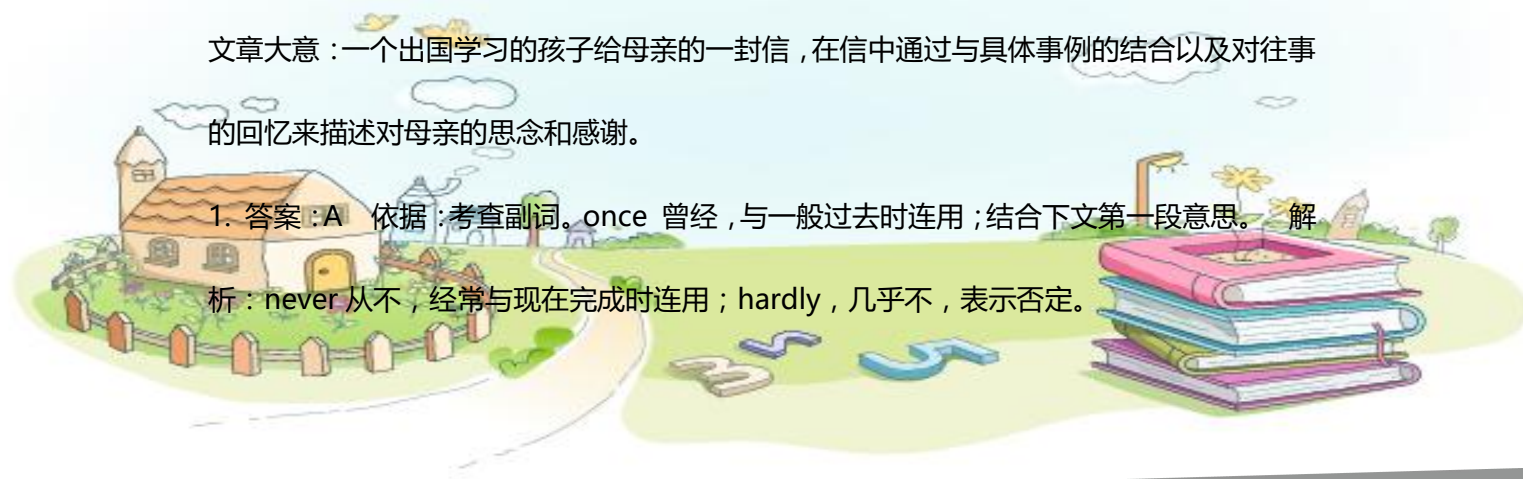 文章大意：一个出国学习的孩子给母亲的一封信，在信中通过与具体事例的结合以及对往事
的回忆来描述对母亲的思念和感谢。
1. 答案：A 依据：考查副词。once 曾经，与一般过去时连用；结合下文第一段意思。 解
析：never 从不，经常与现在完成时连用；hardly，几乎不，表示否定。
3 5 5